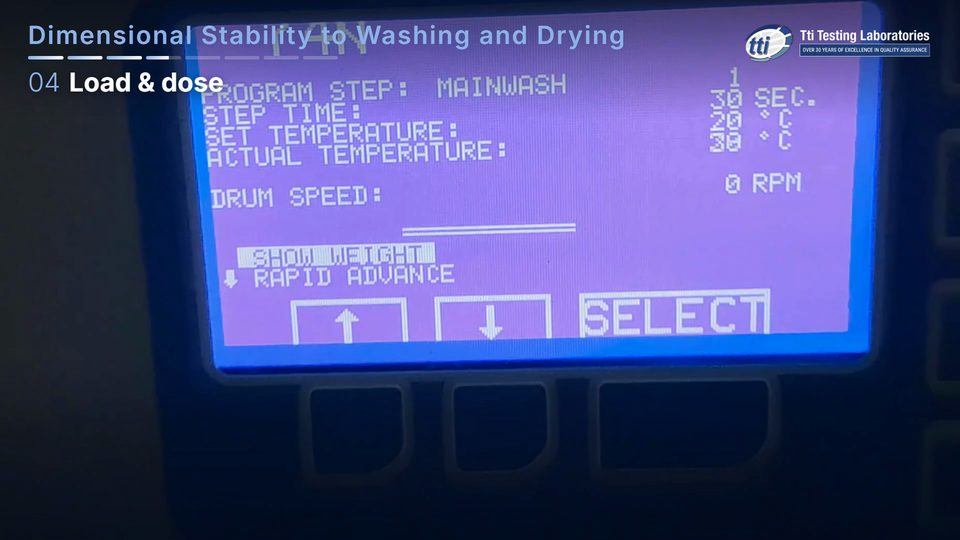 Dimensional Stability to Washing and Drying
04 Load & dose
tti
Tti Testing Laboratories
OVER 30 YEARS OF EXCELLENCE IN QUALITY ASSURANCE
PROGRAM STEP: MAINWASH 1
STEP TIME: 30 SEC.
SET TEMPERATURE: 20 °C
ACTUAL TEMPERATURE: 30 °C
DRUM SPEED: 0 RPM
SHOW WEIGHT
RAPID ADVANCE
SELECT